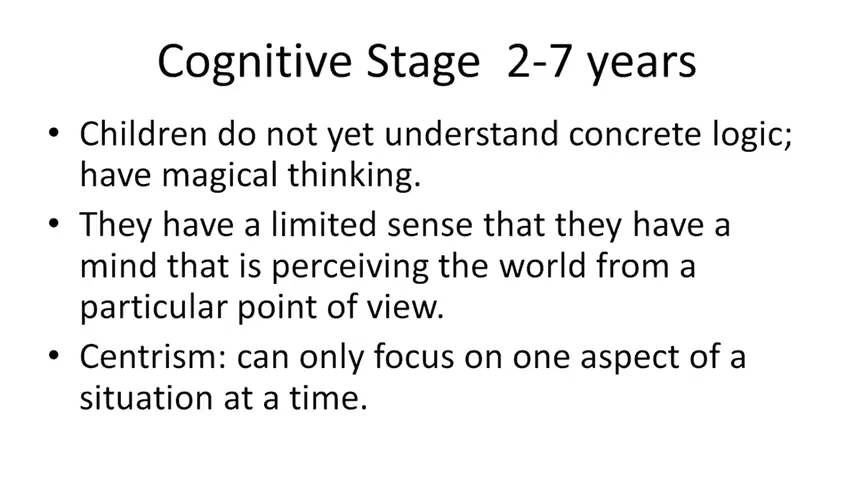 Cognitive Stage  2-7 years
• Children do not yet understand concrete logic;
have magical thinking.
• They have a limited sense that they have a
mind that is perceiving the world from a
particular point of view.
• Centrism: can only focus on one aspect of a
situation at a time.